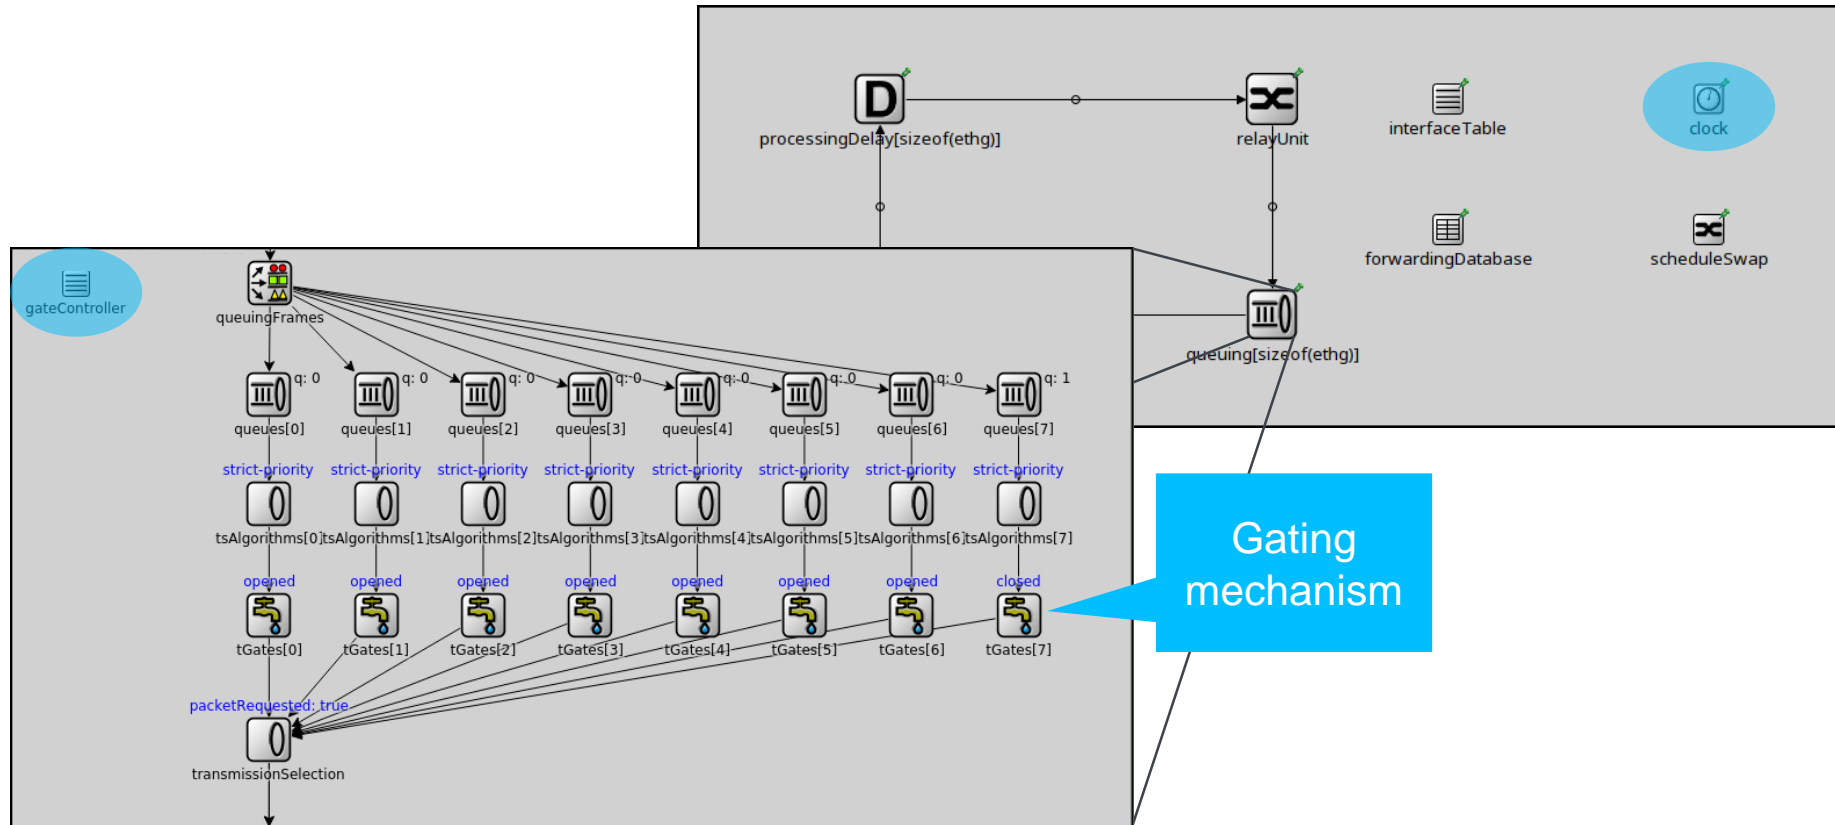 D
processingDelay[sizeof(ethg)]
relayUnit
interfaceTable
clock
forwardingDatabase
scheduleSwap
queuing[sizeof(ethg)]
gateController
queuingFrames
q: 0 q: 0 q: 0 q: 0 q: 0 q: 0 q: 0 q: 1
queues[0] queues[1] queues[2] queues[3] queues[4] queues[5] queues[6] queues[7]
strict-priority strict-priority strict-priority strict-priority strict-priority strict-priority strict-priority strict-priority
tsAlgorithms[0] tsAlgorithms[1] tsAlgorithms[2] tsAlgorithms[3] tsAlgorithms[4] tsAlgorithms[5] tsAlgorithms[6] tsAlgorithms[7]
opened opened opened opened opened opened opened closed
tGates[0] tGates[1] tGates[2] tGates[3] tGates[4] tGates[5] tGates[6] tGates[7]
packetRequested: true
transmissionSelection
Gating
mechanism